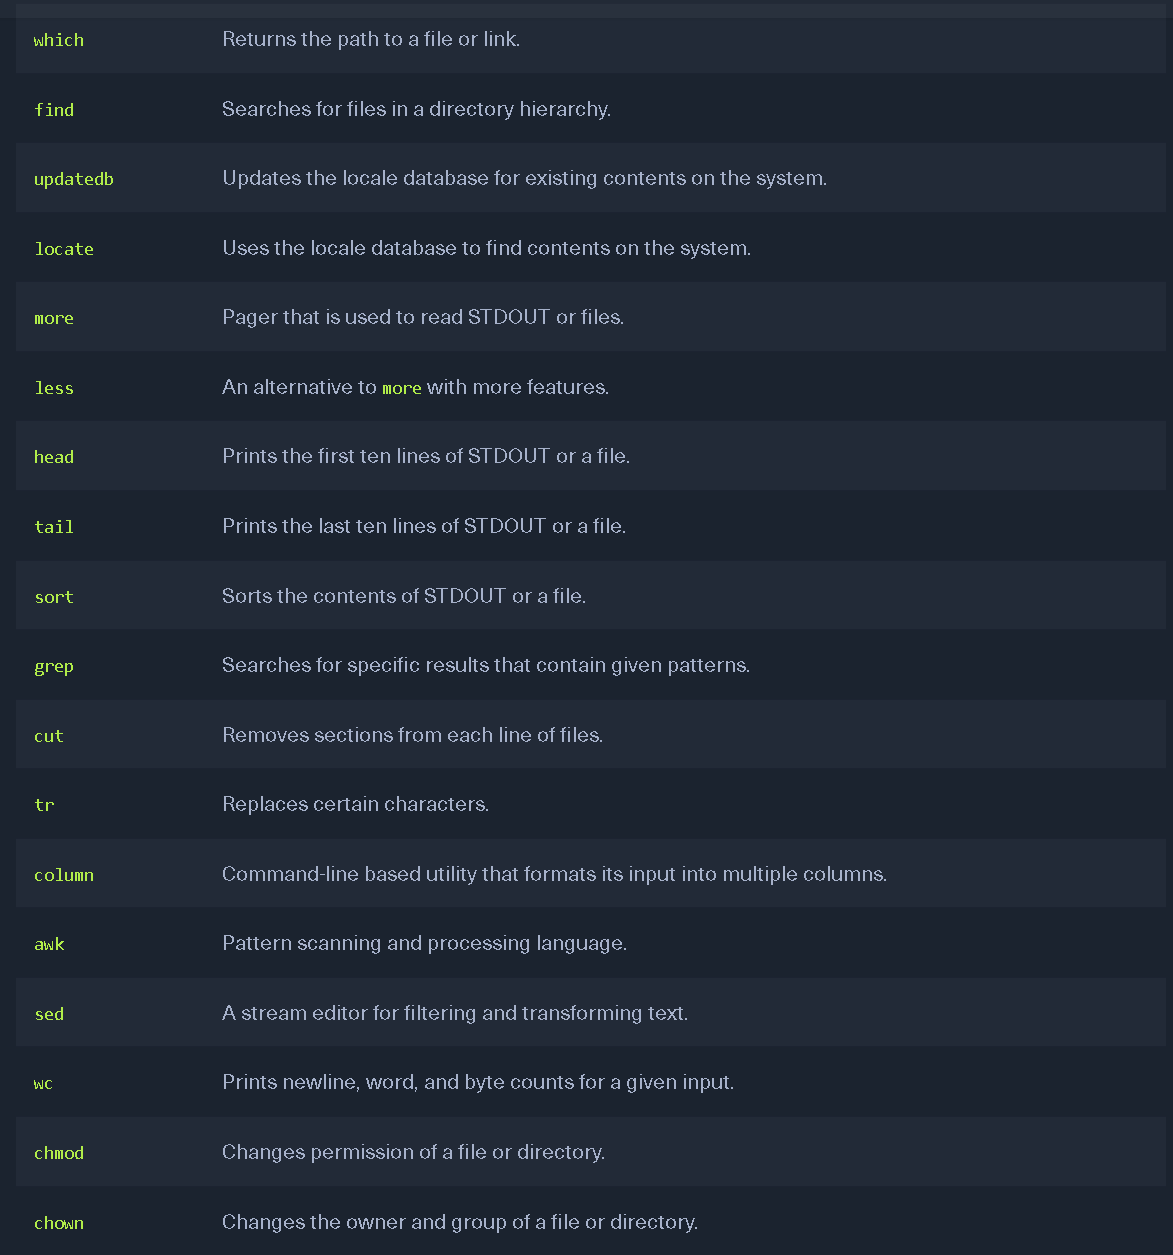 which Returns the path to a file or link.
find Searches for files in a directory hierarchy.
updatedb Updates the locale database for existing contents on the system.
locate Uses the locale database to find contents on the system.
more Pager that is used to read STDOUT or files.
less An alternative to more with more features.
head Prints the first ten lines of STDOUT or a file.
tail Prints the last ten lines of STDOUT or a file.
sort Sorts the contents of STDOUT or a file.
grep Searches for specific results that contain given patterns.
cut Removes sections from each line of files.
tr Replaces certain characters.
column Command-line based utility that formats its input into multiple columns.
awk Pattern scanning and processing language.
sed A stream editor for filtering and transforming text.
wc Prints newline, word, and byte counts for a given input.
chmod Changes permission of a file or directory.
chown Changes the owner and group of a file or directory.